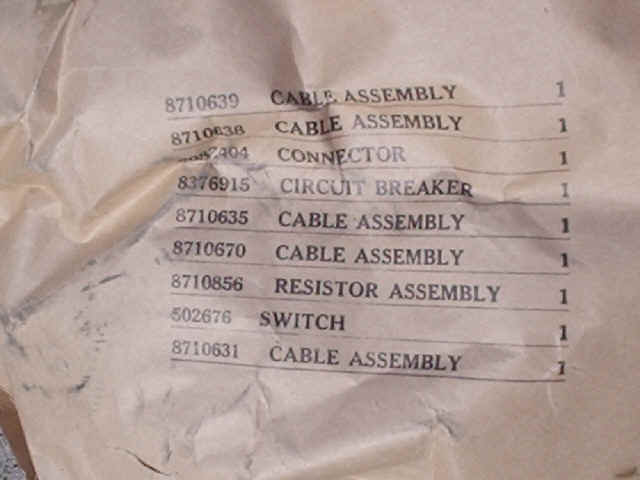 8710639 CABLE ASSEMBLY 1
8710638 CABLE ASSEMBLY 1
CONNECTOR 1
8376915 CIRCUIT BREAKER 1
8710635 CABLE ASSEMBLY 1
8710670 CABLE ASSEMBLY 1
8710856 RESISTOR ASSEMBLY 1
502676 SWITCH 1
8710631 CABLE ASSEMBLY 1